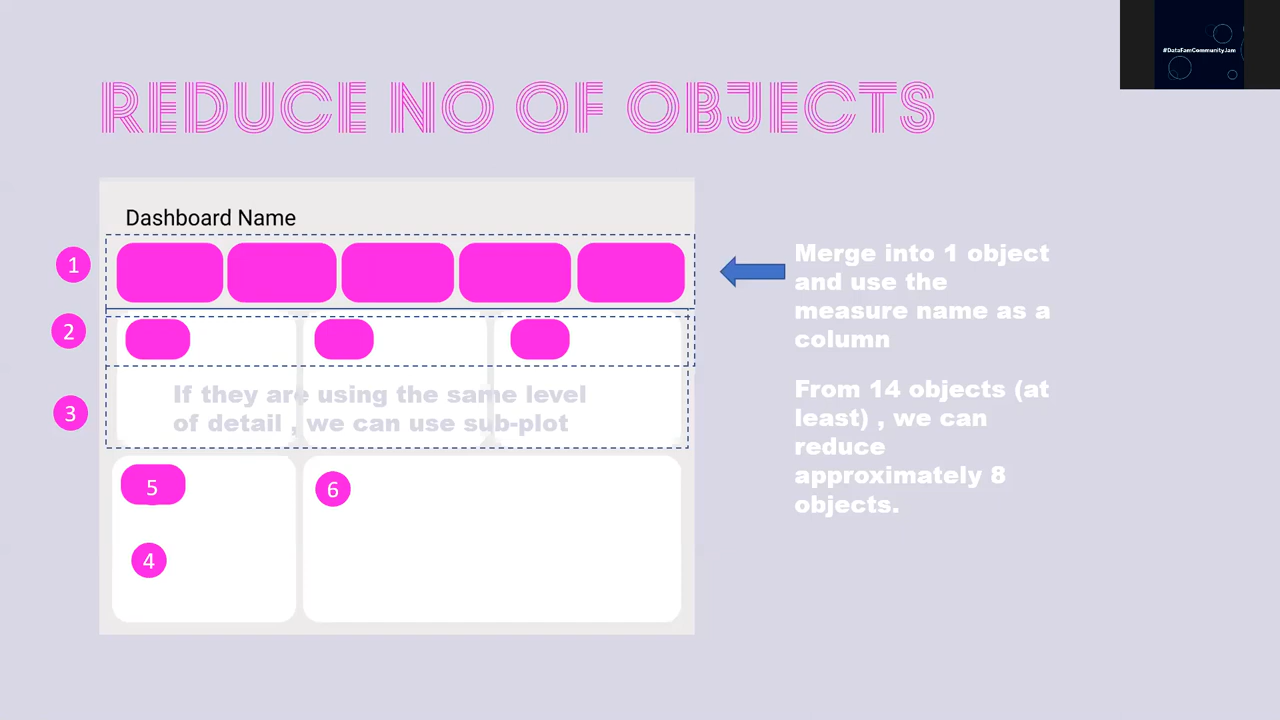 #DataFamCommunityJam
REDUCE NO OF OBJECTS
Dashboard Name
1
2
3
If they are using the same level
of detail , we can use sub-plot
5
6
4
Merge into 1 object
and use the
measure name as a
column
From 14 objects (at
least) , we can
reduce
approximately 8
objects.